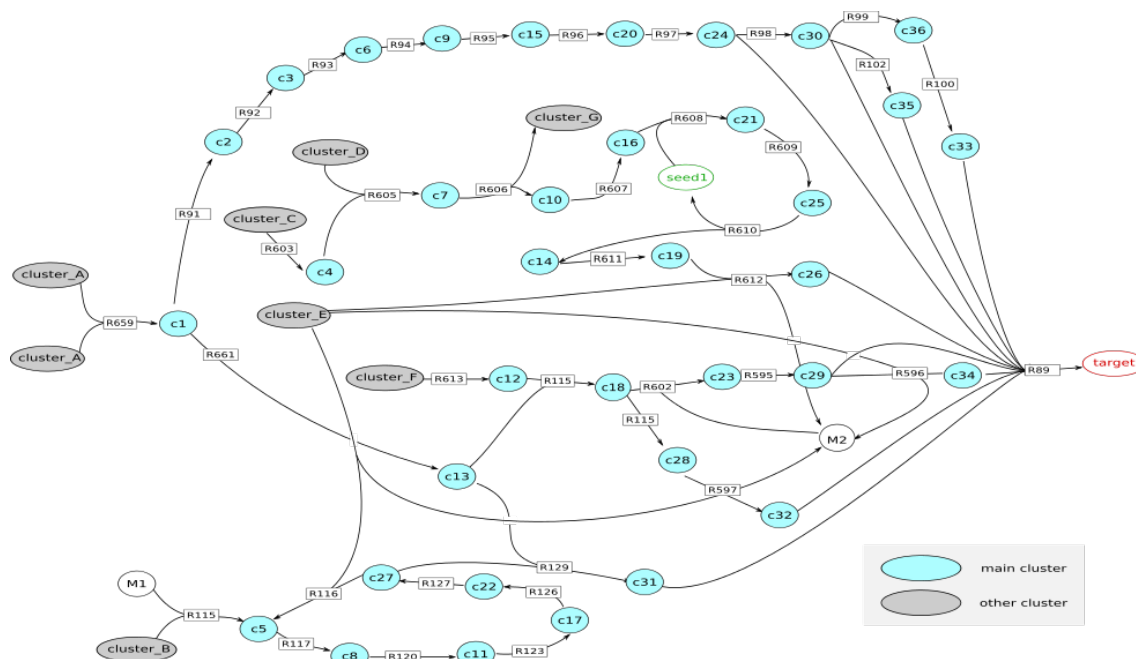 R99
c36
c9
R95
c15
R96
c20
R97
c24
R98
c30
R94
c6
R93
R102
c3
R100
R92
c35
cluster_G
R608
c21
c2
c16
R609
c33
cluster_D
seed1
R605
c7
R606
c10
R607
c25
R91
cluster_C
R603
R610
c4
c14
R611
c19
cluster_A
R612
c26
cluster_E
R659
c1
R661
cluster_A
target
R89
cluster_F
R613
c12
R115
c18
R602
c23
R595
c29
R596
c34
R115
M2
c28
c13
R597
c32
R129
main cluster
M1
R116
c27
R127
c22
R126
c31
other cluster
R115
c5
c17
R117
cluster_B
c8
R120
c11
R123